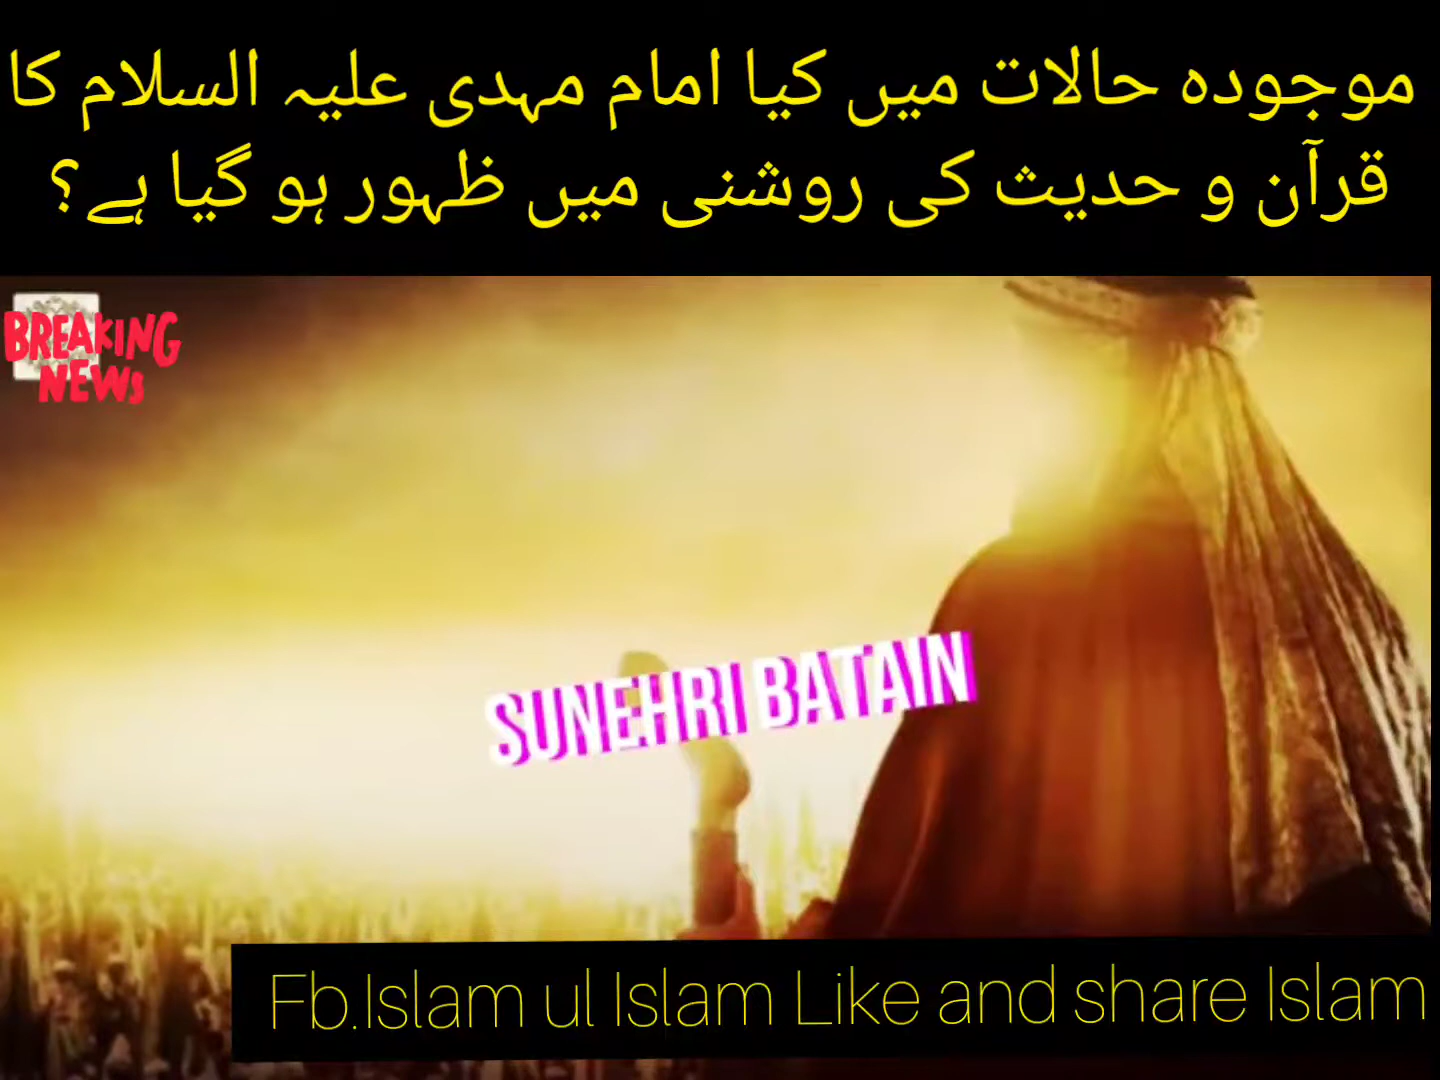 موجودہ حالات میں کیا امام مہدی علیہ السلام کا
قرآن و حدیث کی روشنی میں ظہور ہو گیا ہے؟
BREAKING
NEWS
SUNEHRI BATAIN
Fb.Islam ul Islam Like and share Islam